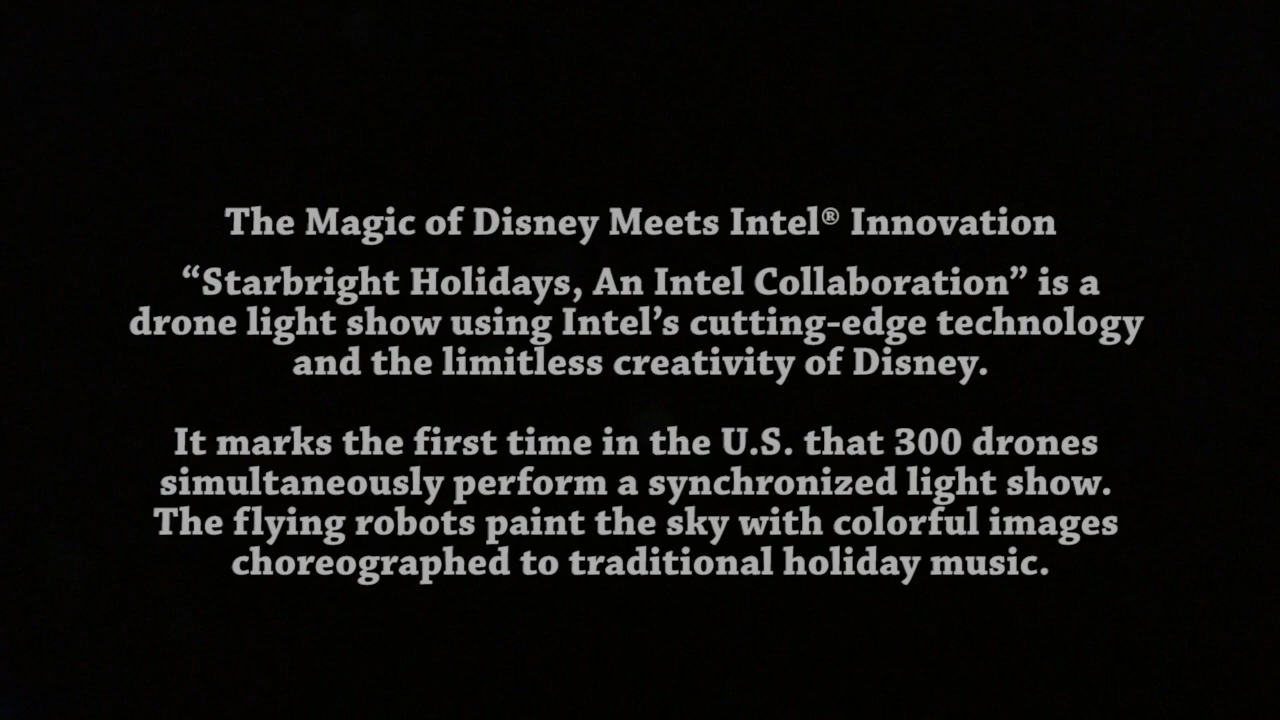 The Magic of Disney Meets Intel® Innovation
“Starbright Holidays, An Intel Collaboration” is a
drone light show using Intel’s cutting-edge technology
and the limitless creativity of Disney.
It marks the first time in the U.S. that 300 drones
simultaneously perform a synchronized light show.
The flying robots paint the sky with colorful images
choreographed to traditional holiday music.